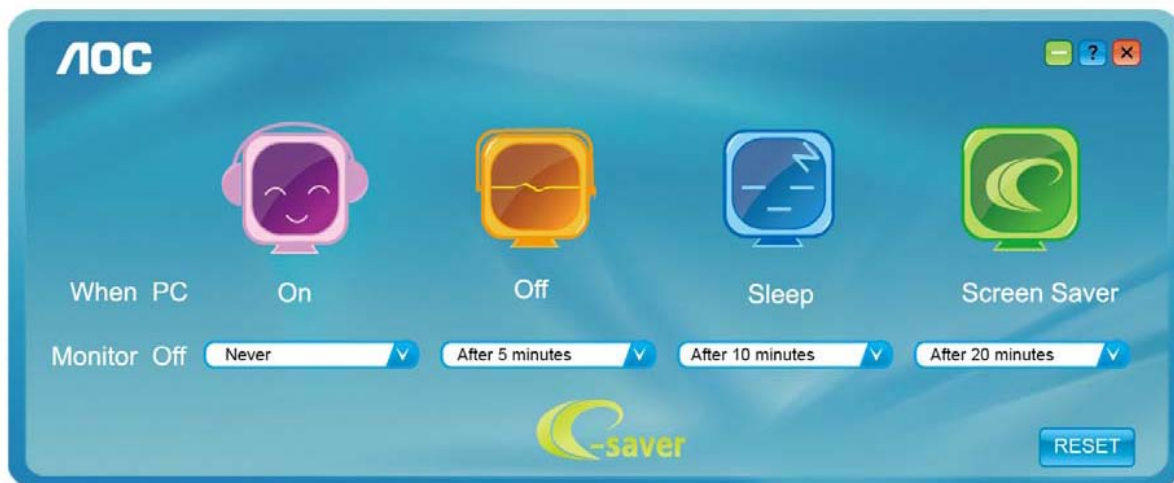 AOC
?
When PC On Off Sleep Screen Saver
Monitor Off Never After 5 minutes After 10 minutes After 20 minutes
e-saver
RESET